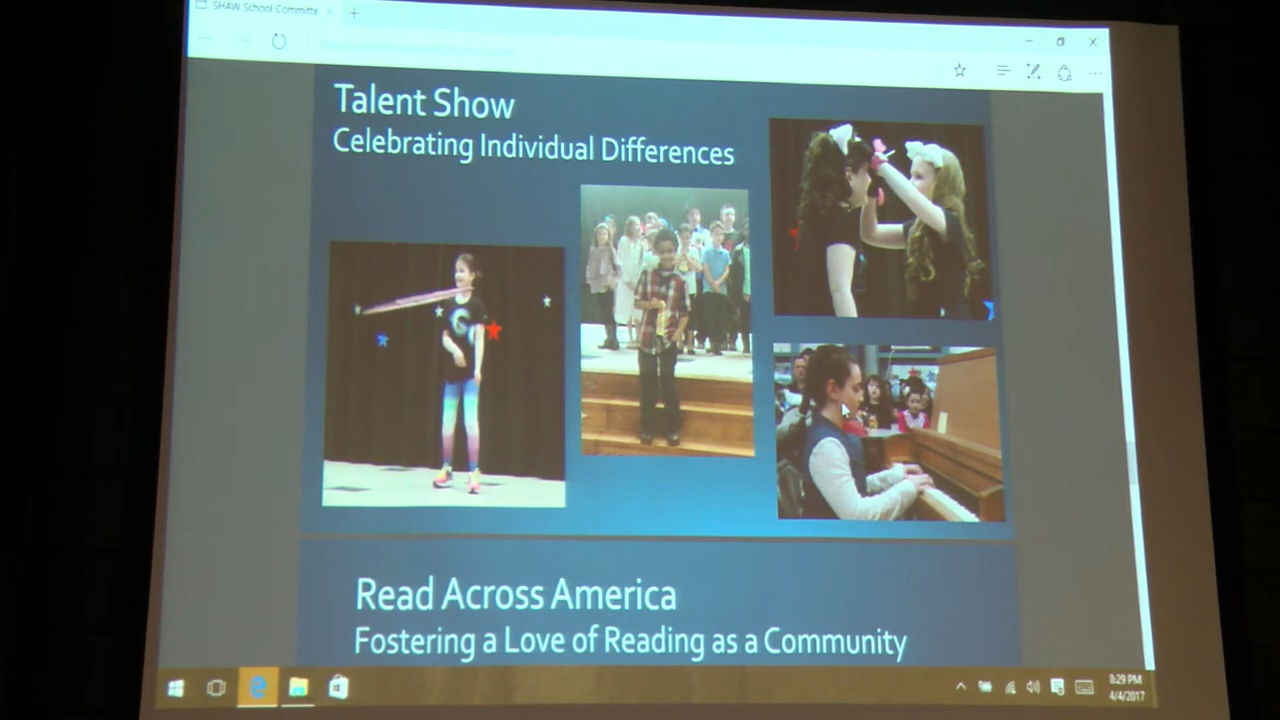 SHAW School Committe
Talent Show
Celebrating Individual Differences
Read Across America
Fostering a Love of Reading as a Community
8:29 PM
4/4/2017